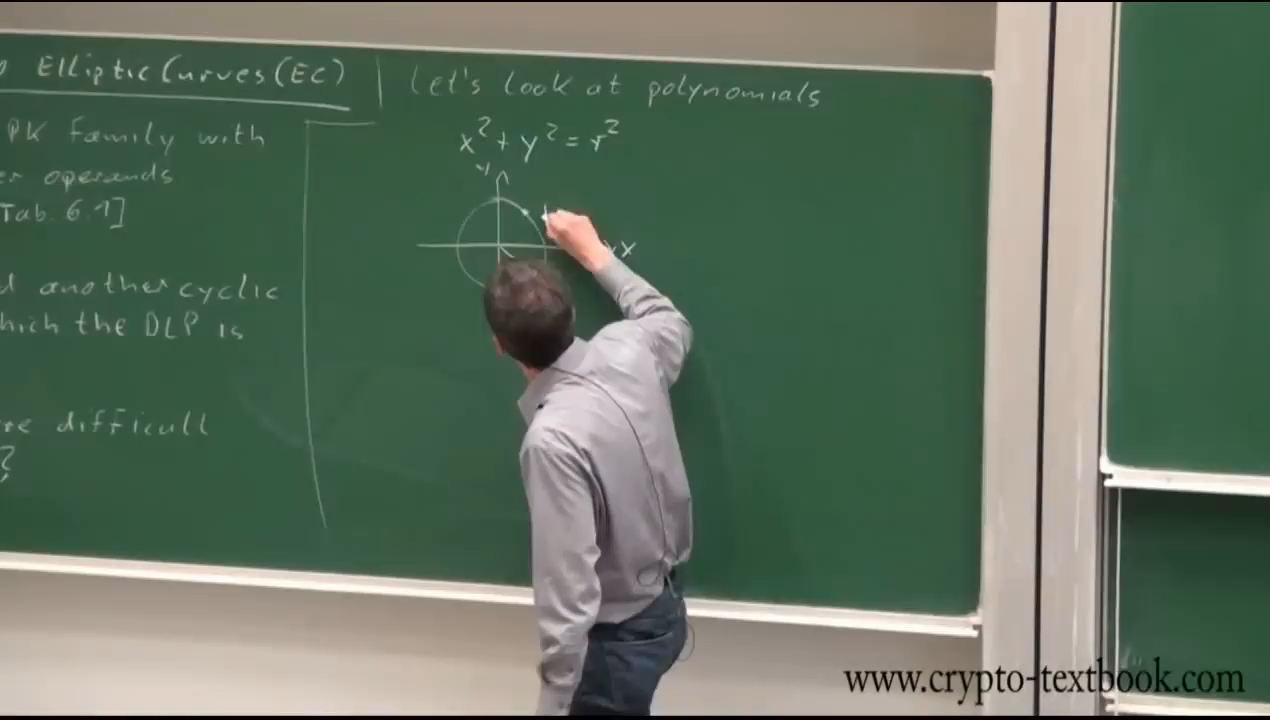 Elliptic Curves (EC)
PK family with
operands
Tab. 6.1]
another cyclic
the DLP is
difficult
?
Let's look at polynomials
x² + y² = r²
y
x
www.crypto-textbook.com